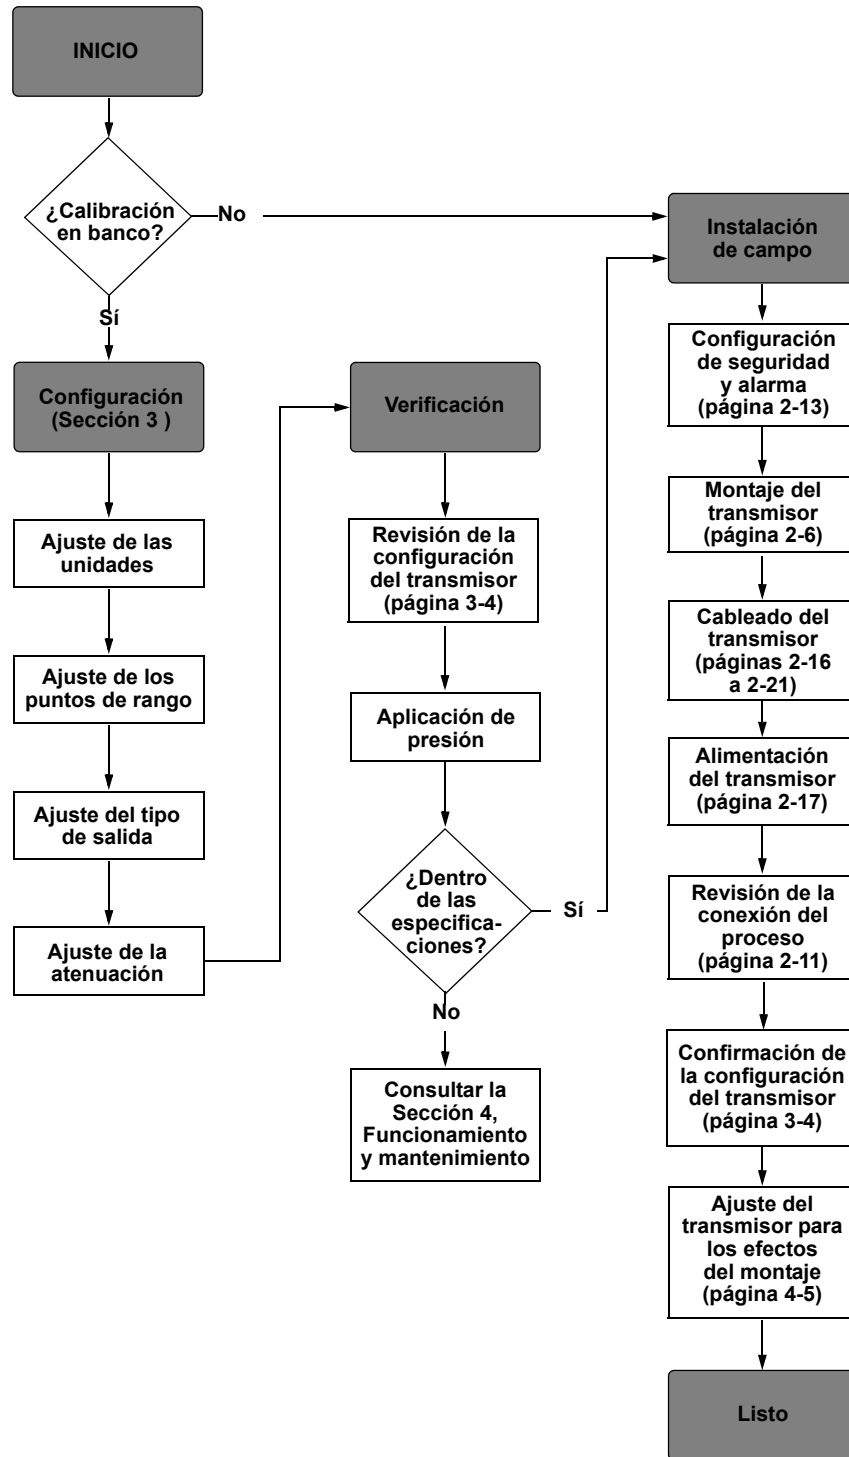 INICIO
¿Calibración
en banco?
No
Sí
Configuración
(Sección 3 )
Ajuste de las
unidades
Ajuste de los
puntos de rango
Ajuste del tipo
de salida
Ajuste de la
atenuación
Verificación
Revisión de la
configuración
del transmisor
(página 3-4)
Aplicación de
presión
¿Dentro
de las
especifica-
ciones?
Sí
No
Consultar la
Sección 4,
Funcionamiento
y mantenimiento
Instalación
de campo
Configuración
de seguridad
y alarma
(página 2-13)
Montaje del
transmisor
(página 2-6)
Cableado del
transmisor
(páginas 2-16
a 2-21)
Alimentación
del transmisor
(página 2-17)
Revisión de la
conexión del
proceso
(página 2-11)
Confirmación de
la configuración
del transmisor
(página 3-4)
Ajuste del
transmisor para
los efectos
del montaje
(página 4-5)
Listo